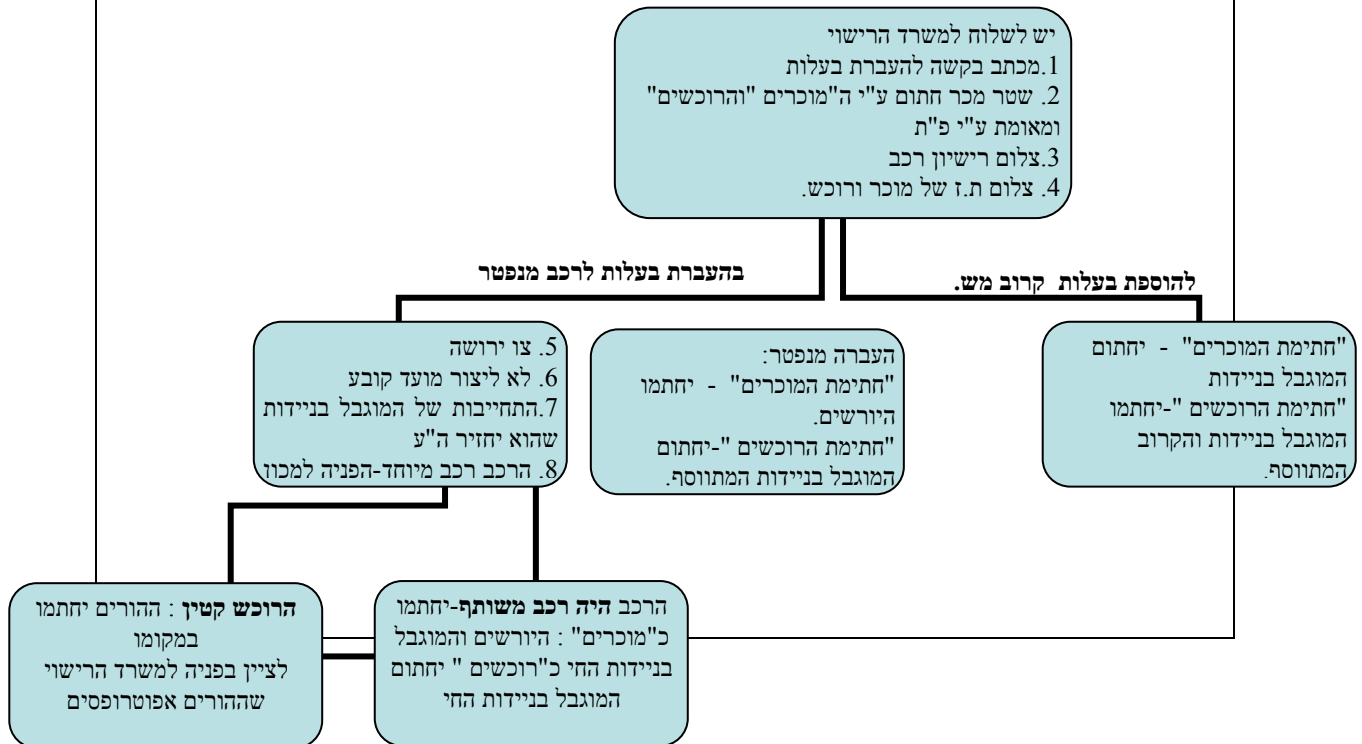 יש לשלוח למשרד הרישוי
1.מכתב בקשה להעברת בעלות
2. שטר מכר חתום ע"י ה"מוכרים "והרוכשים"
ומאומת ע"י פ"ת
3.צלום רישיון רכב
4. צלום ת.ז של מוכר ורוכש.
להוספת בעלות קרוב מש.
בהעברת בעלות לרכב מנפטר
"חתימת המוכרים" - יחתום
המוגבל בניידות
"חתימת הרוכשים "-יחתמו
המוגבל בניידות והקרוב
המתווסף.
העברה מנפטר:
"חתימת המוכרים" - יחתמו
היורשים.
"חתימת הרוכשים "-יחתום
המוגבל בניידות המתווסף.
5. צו ירושה
6. לא ליצור מועד קובע
7.התחייבות של המוגבל בניידות
שהוא יחזיר ה"ע
8. הרכב רכב מיוחד-הפניה למכון
הרכב היה רכב משותף-יחתמו
כ"מוכרים" : היורשים והמוגבל
בניידות החי כ"רוכשים " יחתום
המוגבל בניידות החי
הרוכש קטין : ההורים יחתמו
במקומו
לציין בפניה למשרד הרישוי
שההורים אפוטרופסים